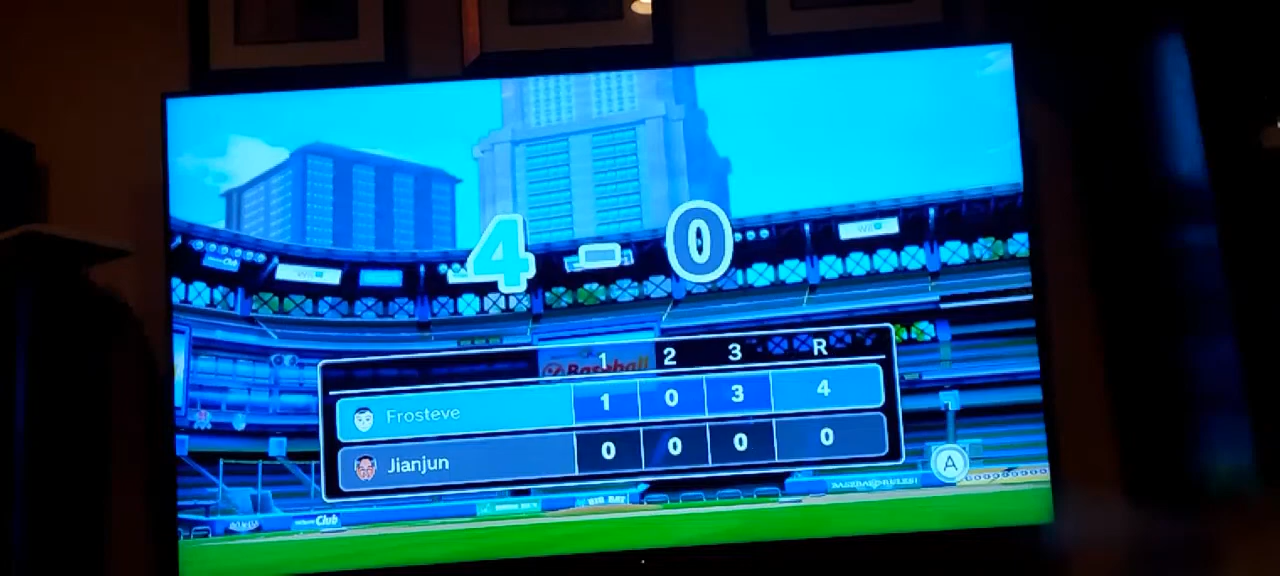 4 - 0
1 2 3 R
Baseball
Frosteve 1 0 3 4
Jianjun 0 0 0 0
A
Club